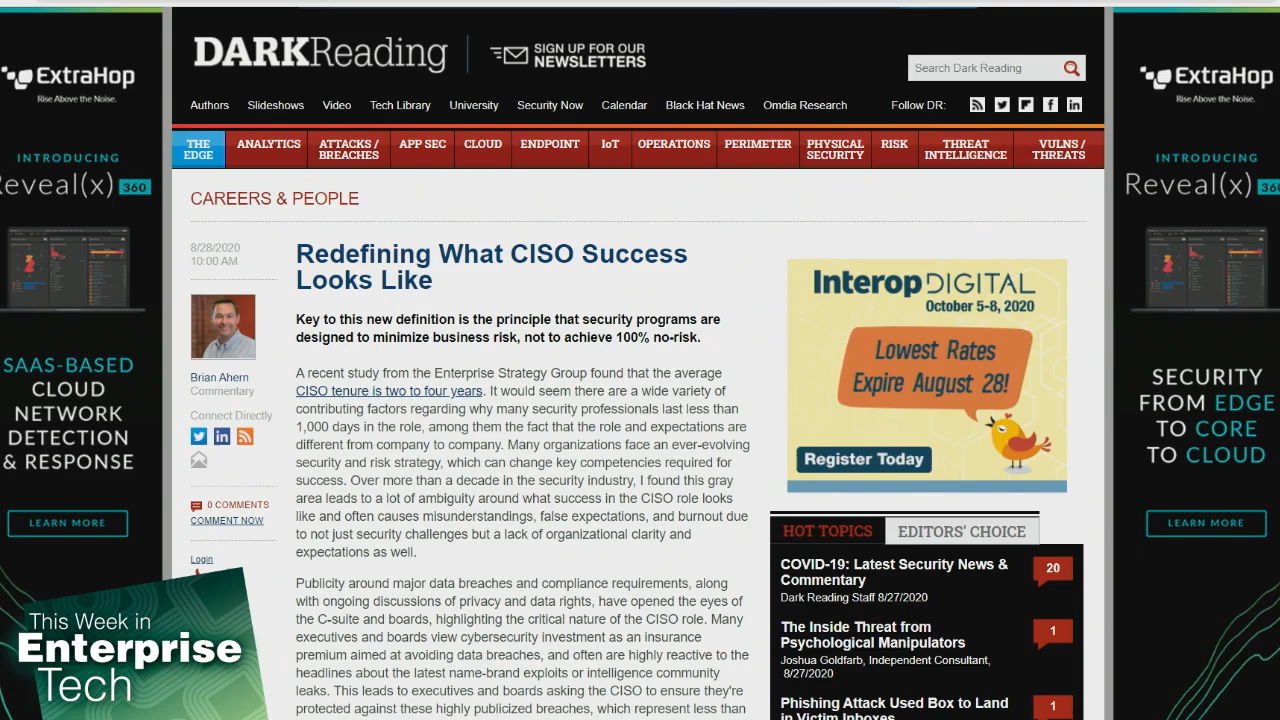 DARKReading
SIGN UP FOR OUR
NEWSLETTERS
Search Dark Reading
Authors Slideshows Video Tech Library University Security Now Calendar Black Hat News Omdia Research Follow DR:
THE EDGE
ANALYTICS
ATTACKS / BREACHES
APP SEC
CLOUD
ENDPOINT
IoT
OPERATIONS
PERIMETER
PHYSICAL SECURITY
RISK
THREAT INTELLIGENCE
VULNS / THREATS
ExtraHop
Rise Above the Noise.
INTRODUCING
Reveal(x) 360
SAAS-BASED
CLOUD
NETWORK
DETECTION
& RESPONSE
LEARN MORE
CAREERS & PEOPLE
8/28/2020
10:00 AM
Brian Ahern
Commentary
Connect Directly
0 COMMENTS
COMMENT NOW
Login
Redefining What CISO Success
Looks Like
Key to this new definition is the principle that security programs are
designed to minimize business risk, not to achieve 100% no-risk.
A recent study from the Enterprise Strategy Group found that the average
CISO tenure is two to four years. It would seem there are a wide variety of
contributing factors regarding why many security professionals last less than
1,000 days in the role, among them the fact that the role and expectations are
different from company to company. Many organizations face an ever-evolving
security and risk strategy, which can change key competencies required for
success. Over more than a decade in the security industry, I found this gray
area leads to a lot of ambiguity around what success in the CISO role looks
like and often causes misunderstandings, false expectations, and burnout due
to not just security challenges but a lack of organizational clarity and
expectations as well.
Publicity around major data breaches and compliance requirements, along
with ongoing discussions of privacy and data rights, have opened the eyes of
the C-suite and boards, highlighting the critical nature of the CISO role. Many
executives and boards view cybersecurity investment as an insurance
premium aimed at avoiding data breaches, and often are highly reactive to the
headlines about the latest name-brand exploits or intelligence community
leaks. This leads to executives and boards asking the CISO to ensure they're
protected against these highly publicized breaches, which represent less than
Interop DIGITAL
October 5-8, 2020
Lowest Rates
Expire August 28!
Register Today
HOT TOPICS EDITORS' CHOICE
COVID-19: Latest Security News &
Commentary
Dark Reading Staff 8/27/2020
20
The Inside Threat from
Psychological Manipulators
Joshua Goldfarb, Independent Consultant,
8/27/2020
1
Phishing Attack Used Box to Land
in Victim Inboxes
1
ExtraHop
Rise Above the Noise.
INTRODUCING
Reveal(x) 360
SECURITY
FROM EDGE
TO CORE
TO CLOUD
LEARN MORE
This Week in
Enterprise
Tech